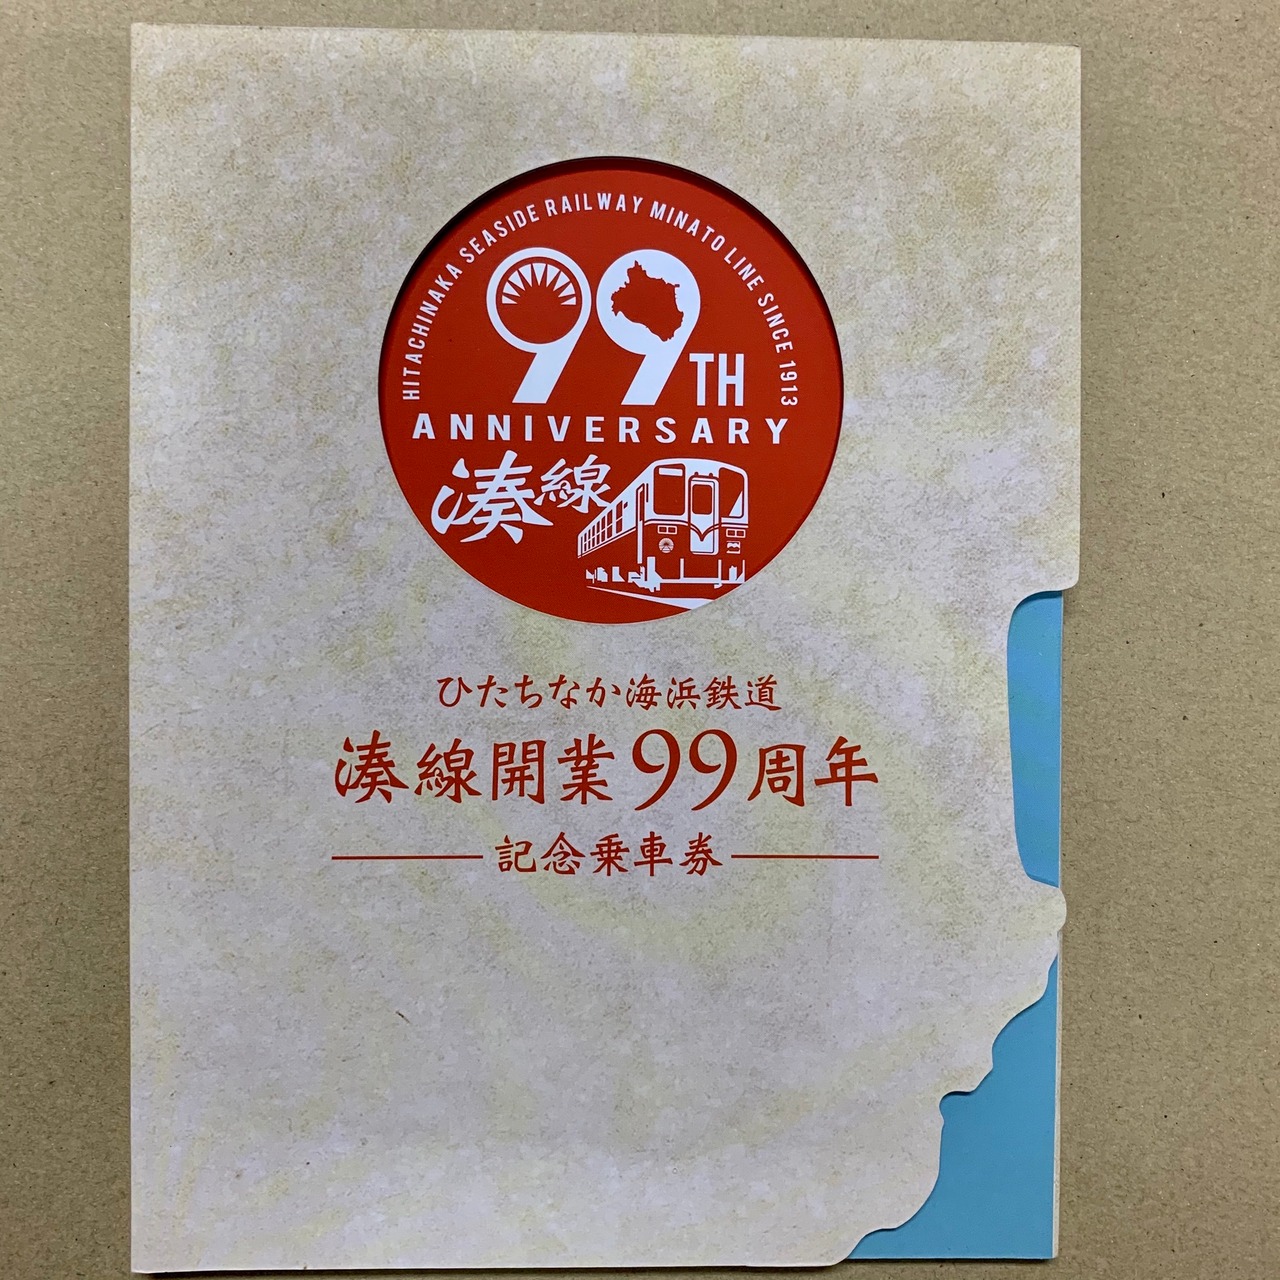 HITACHINAKA SEASIDE RAILWAY MINATO LINE SINCE 1913
99TH
ANNIVERSARY
湊線
ひたちなか海浜鉄道
湊線開業99周年
記念乗車券